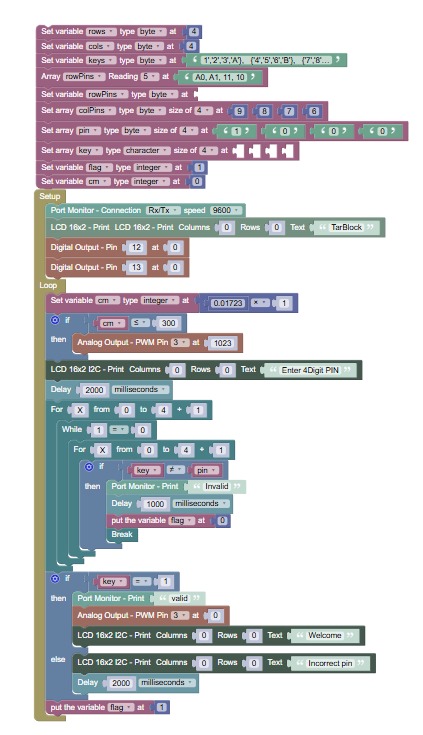 Set variable rows type byte at 4
Set variable cols type byte at 4
Set variable keys type byte at “ 1','2','3','A'}, {'4','5','6','B'}, {'7','8'... ”
Array rowPins Reading 5 at “ A0, A1, 11, 10 ”
Set variable rowPins type byte at
Set array colPins type byte size of 4 at 9 8 7 6
Set array pin type byte size of 4 at “ 1 ” “ 0 ” “ 0 ” “ 0 ”
Set array key type character size of 4 at
Set variable flag type integer at 1
Set variable cm type integer at 0
Setup
Port Monitor - Connection Rx/Tx speed 9600
LCD 16x2 - Print LCD 16x2 - Print Columns 0 Rows 0 Text “ TarBlock ”
Digital Output - Pin 12 at 0
Digital Output - Pin 13 at 0
Loop
Set variable cm type integer at 0.01723 × 1
if cm ≤ 300
then Analog Output - PWM Pin 3 at 1023
LCD 16x2 I2C - Print Columns 0 Rows 0 Text “ Enter 4Digit PIN ”
Delay 2000 milliseconds
For X from 0 to 4 + 1
While 1 = 0
For X from 0 to 4 + 1
if key ≠ pin
then Port Monitor - Print “ Invalid ”
Delay 1000 milliseconds
put the variable flag at 0
Break
if key = 1
then Port Monitor - Print “ valid ”
Analog Output - PWM Pin 3 at 0
LCD 16x2 I2C - Print Columns 0 Rows 0 Text “ Welcome ”
else LCD 16x2 I2C - Print Columns 0 Rows 0 Text “ Incorrect pin ”
Delay 2000 milliseconds
put the variable flag at 1